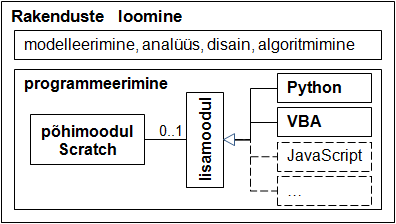 Rakenduste loomine
modelleerimine, analüüs, disain, algoritmimine
programmeerimine
põhimoodul
Scratch
0..1
lisamoodul
Python
VBA
JavaScript
...